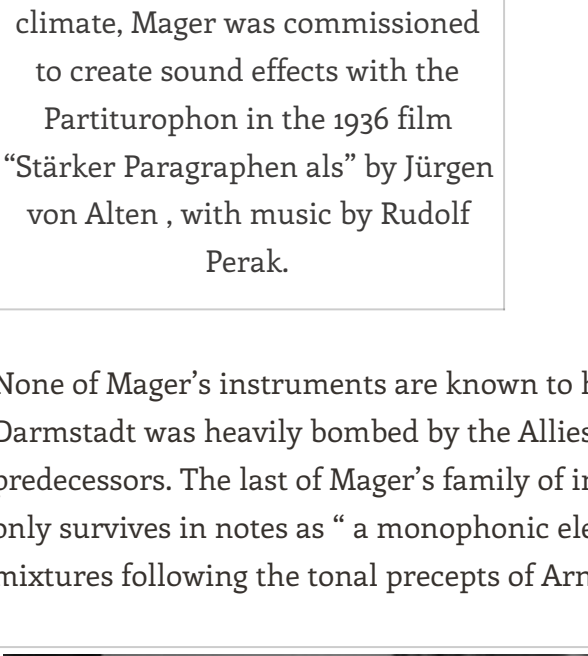 climate, Mager was commissioned
to create sound effects with the
Partiturophon in the 1936 film
“Stärker Paragraphen als” by Jürgen
von Alten , with music by Rudolf
Perak.
None of Mager’s instruments are known to
Darmstadt was heavily bombed by the Allies
predecessors. The last of Mager’s family of
only survives in notes as “ a monophonic
mixtures following the tonal precepts of